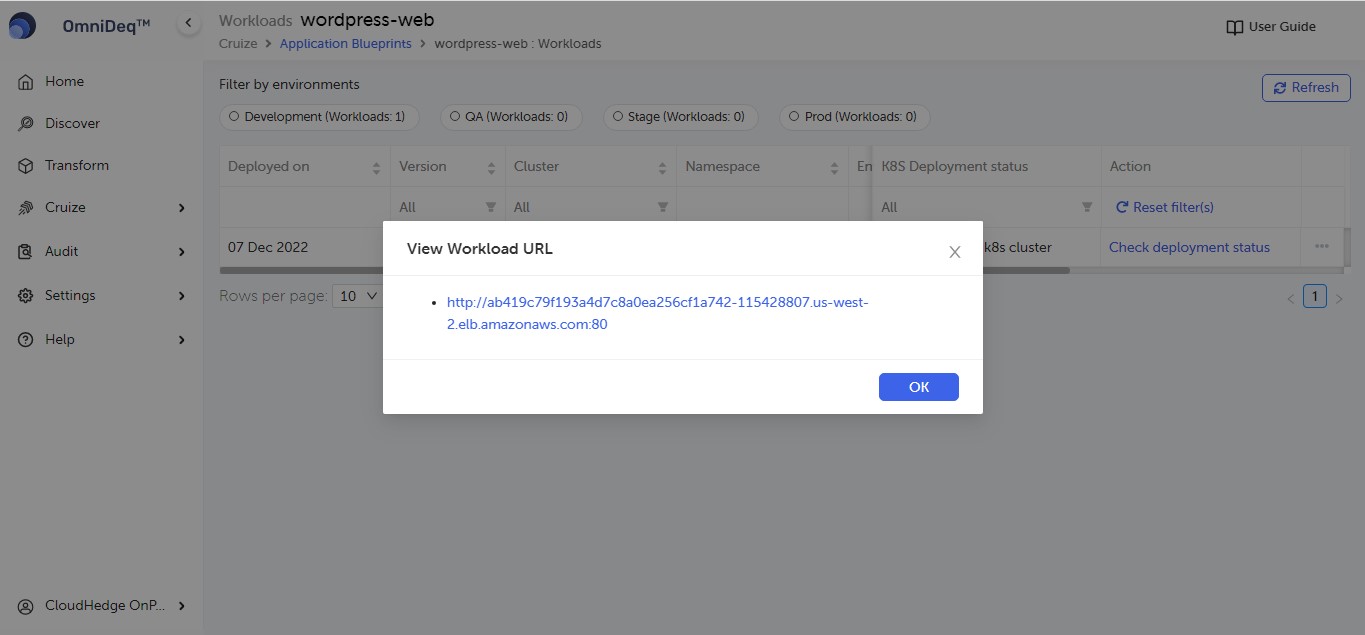 OmniDeq™
Workloads wordpress-web
Cruize > Application Blueprints > wordpress-web : Workloads
User Guide
Home
Discover
Transform
Cruize
Audit
Settings
Help
CloudHedge OnP...
Filter by environments
Refresh
Development (Workloads: 1) QA (Workloads: 0) Stage (Workloads: 0) Prod (Workloads: 0)
Deployed on Version Cluster Namespace En K8S Deployment status Action
All All All Reset filter(s)
07 Dec 2022 k8s cluster Check deployment status •••
Rows per page: 10 < 1 >
View Workload URL
• http://ab419c79f193a4d7c8a0ea256cf1a742-115428807.us-west-
2.elb.amazonaws.com:80
OK